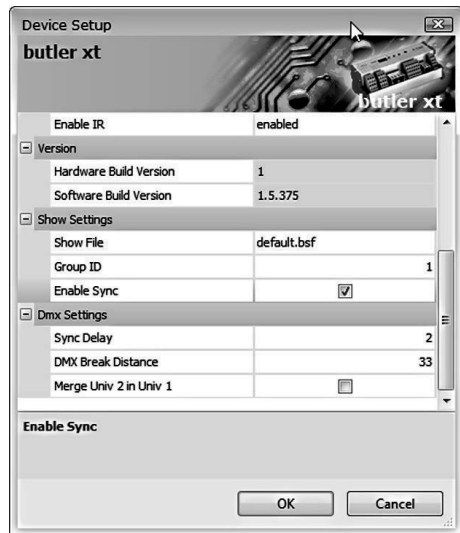 Device Setup
butler xt
butler xt
Enable IR enabled
Version
Hardware Build Version 1
Software Build Version 1.5.375
Show Settings
Show File default.bsf
Group ID 1
Enable Sync
Dmx Settings
Sync Delay 2
DMX Break Distance 33
Merge Univ 2 in Univ 1
Enable Sync
OK Cancel